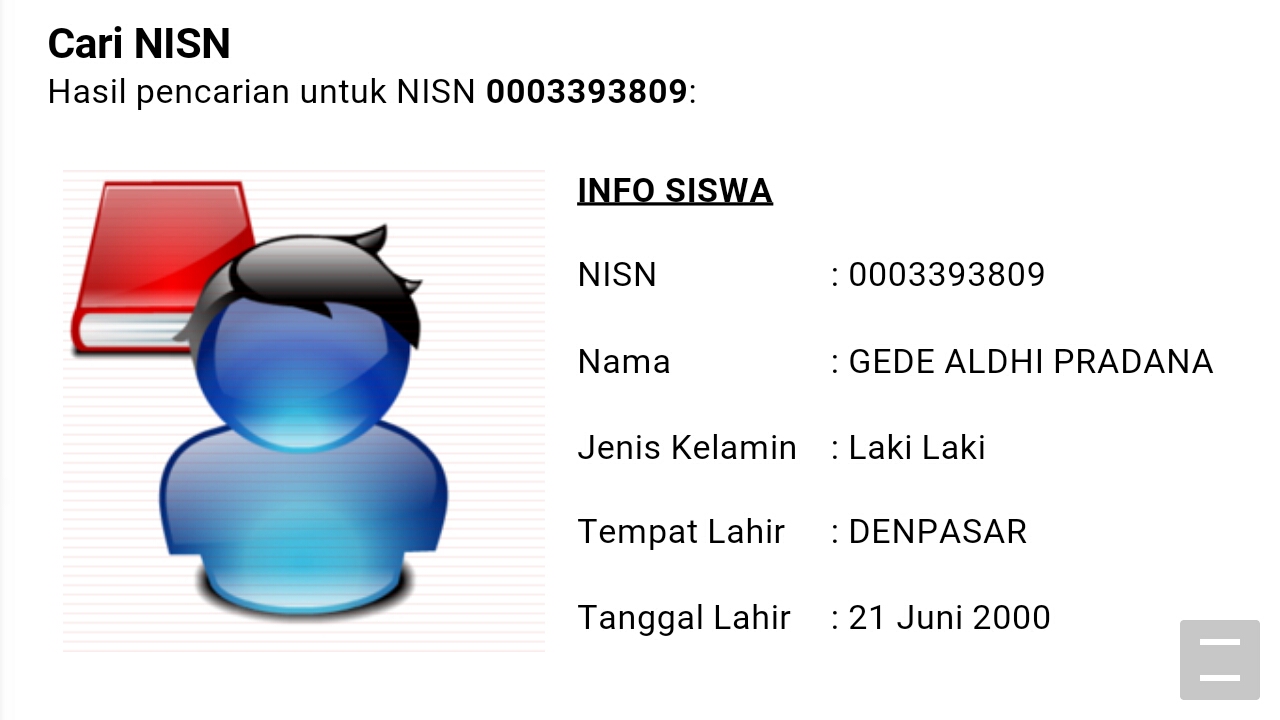 Cari NISN
Hasil pencarian untuk NISN 0003393809:
INFO SISWA
NISN : 0003393809
Nama : GEDE ALDHI PRADANA
Jenis Kelamin : Laki Laki
Tempat Lahir : DENPASAR
Tanggal Lahir : 21 Juni 2000